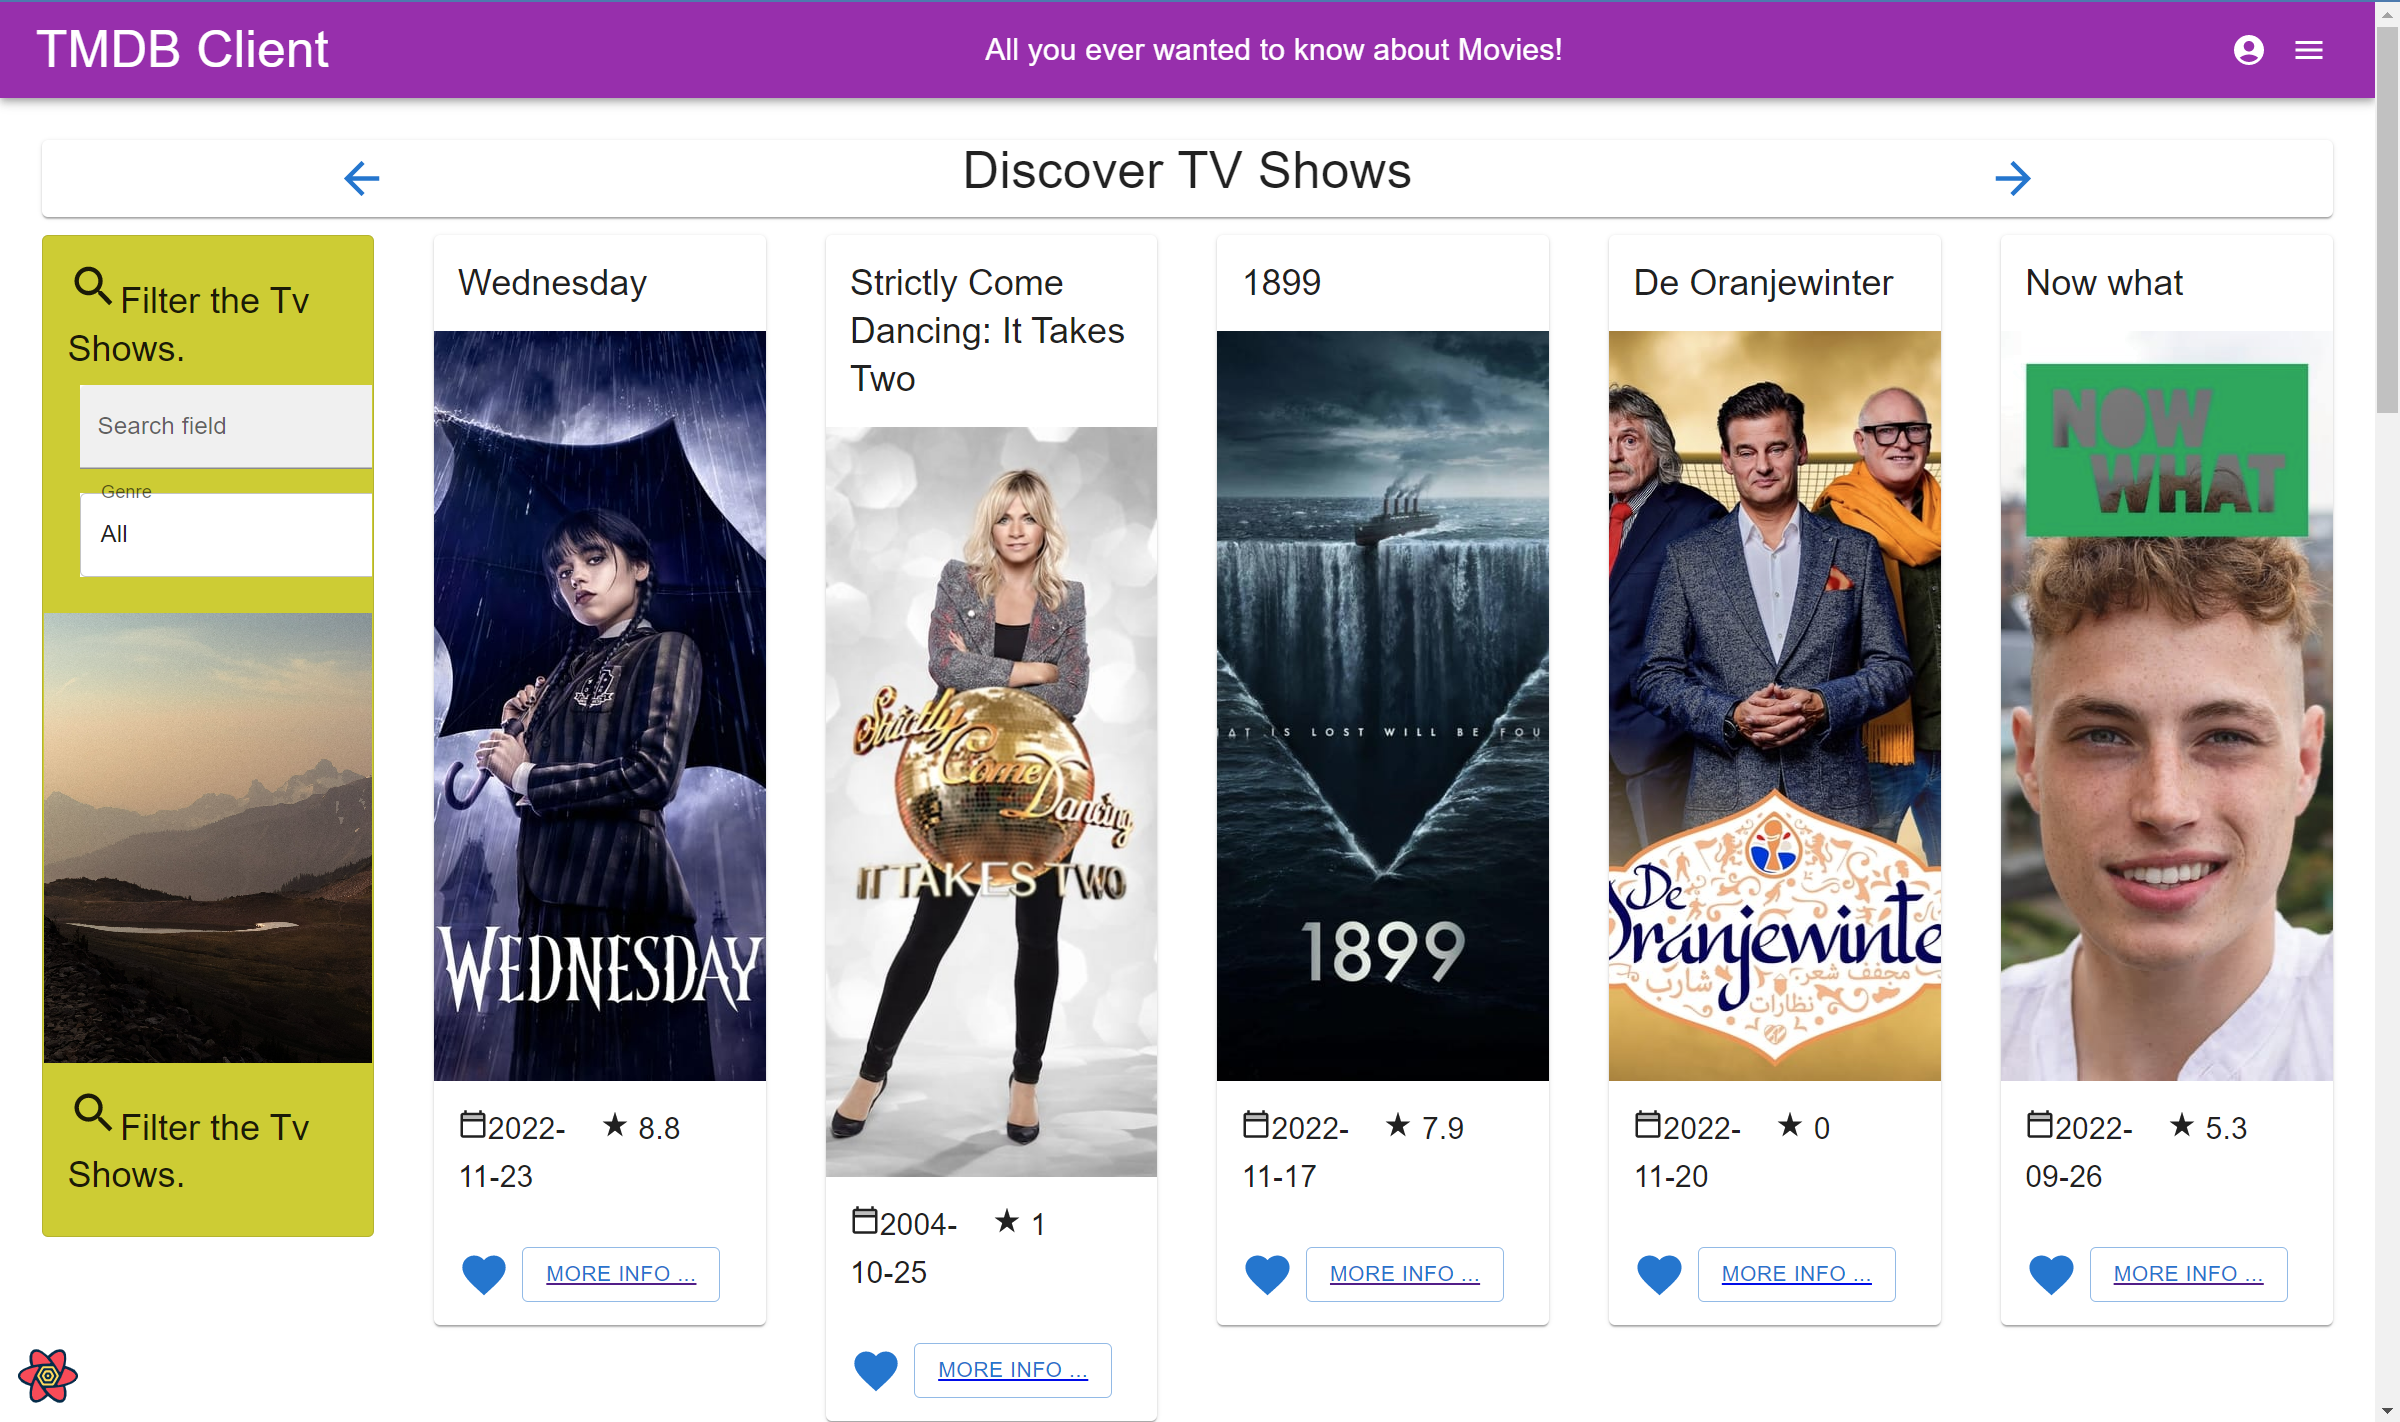 TMDB Client
All you ever wanted to know about Movies!
Discover TV Shows
Filter the Tv
Shows.
Search field
Genre
All
Filter the Tv
Shows.
Wednesday
WEDNESDAY
2022-
11-23
★ 8.8
MORE INFO ...
Strictly Come
Dancing: It Takes
Two
Strictly
Come
Dancing
IT TAKES TWO
2004-
10-25
★ 1
MORE INFO ...
1899
AT IS LOST WILL BE FOU
1899
2022-
11-17
★ 7.9
MORE INFO ...
De Oranjewinter
De
Oranjewinte
مجفف شعر
شارب
نظارات
2022-
11-20
★ 0
MORE INFO ...
Now what
NOW
WHAT
2022-
09-26
★ 5.3
MORE INFO ...